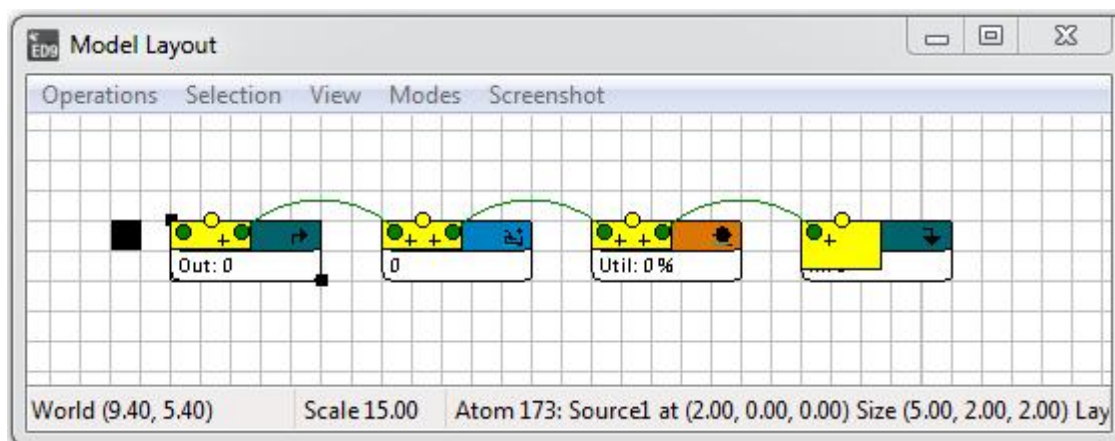 ED9 Model Layout
Operations Selection View Modes Screenshot
Out: 0
0
Util: 0%
World (9.40, 5.40) Scale 15.00 Atom 173: Source1 at (2.00, 0.00, 0.00) Size (5.00, 2.00, 2.00) Lay